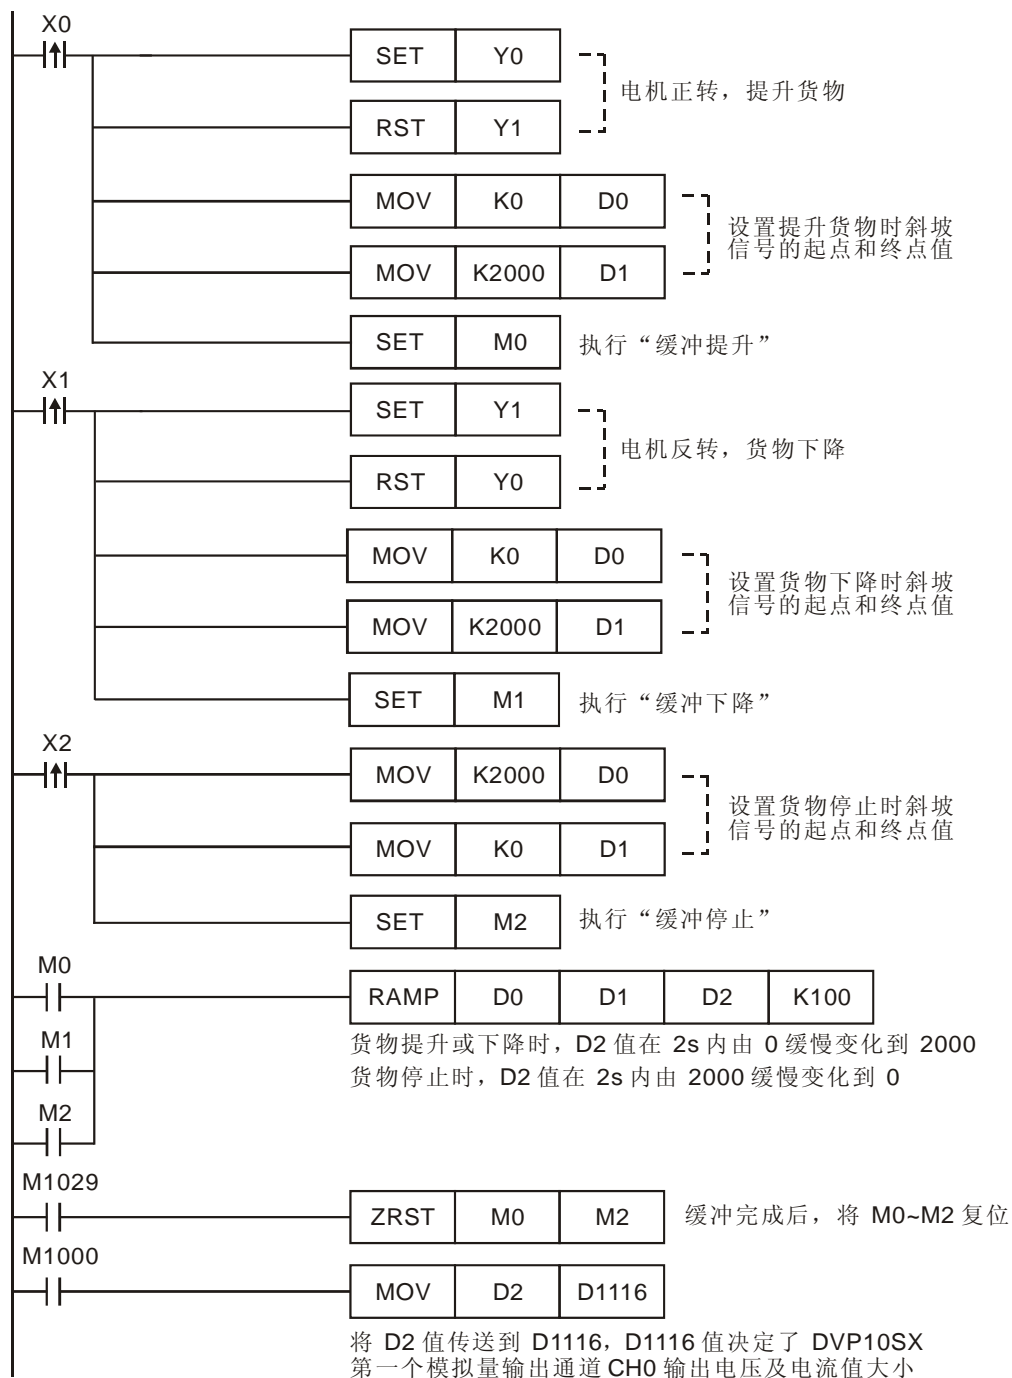 X0
SET Y0
电机正转，提升货物
RST Y1
MOV K0 D0
设置提升货物时斜坡
信号的起点和终点值
MOV K2000 D1
SET M0 执行“缓冲提升”
X1
SET Y1
电机反转，货物下降
RST Y0
MOV K0 D0
设置货物下降时斜坡
信号的起点和终点值
MOV K2000 D1
SET M1 执行“缓冲下降”
X2
MOV K2000 D0
设置货物停止时斜坡
信号的起点和终点值
MOV K0 D1
SET M2 执行“缓冲停止”
M0
RAMP D0 D1 D2 K100
M1
货物提升或下降时，D2 值在 2s 内由 0 缓慢变化到 2000
货物停止时，D2 值在 2s 内由 2000 缓慢变化到 0
M2
M1029
ZRST M0 M2 缓冲完成后，将 M0~M2 复位
M1000
MOV D2 D1116
将 D2 值传送到 D1116，D1116 值决定了 DVP10SX
第一个模拟量输出通道 CH0 输出电压及电流值大小